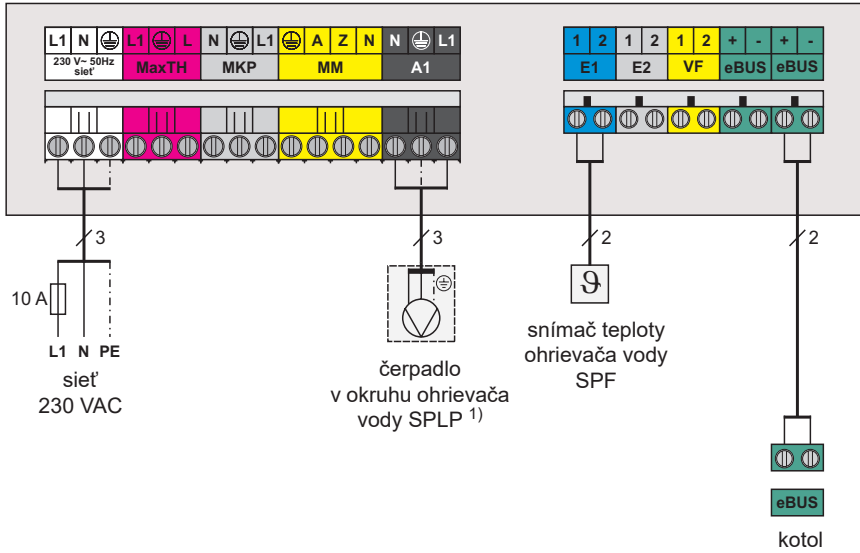 L1 N L1 L N L1 A Z N N L1
230 V~ 50Hz
sieť
MaxTH MKP MM A1
1 2 1 2 1 2 + - + -
E1 E2 VF eBUS eBUS
3
3
2
2
10 A
L1 N PE
sieť
230 VAC
čerpadlo
v okruhu ohrievača
vody SPLP 1)
ϑ
snímač teploty
ohrievača vody
SPF
eBUS
kotol